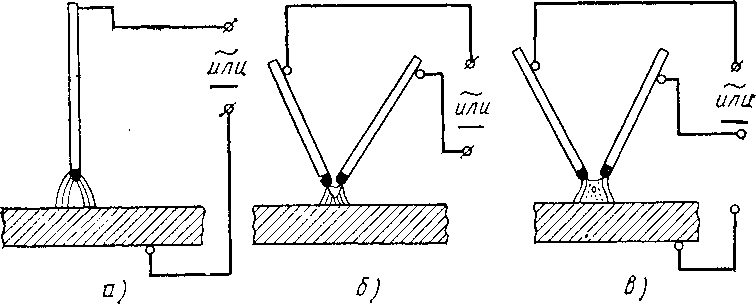 ~
или
—
~
или
—
~
или
—
а)
б)
в)